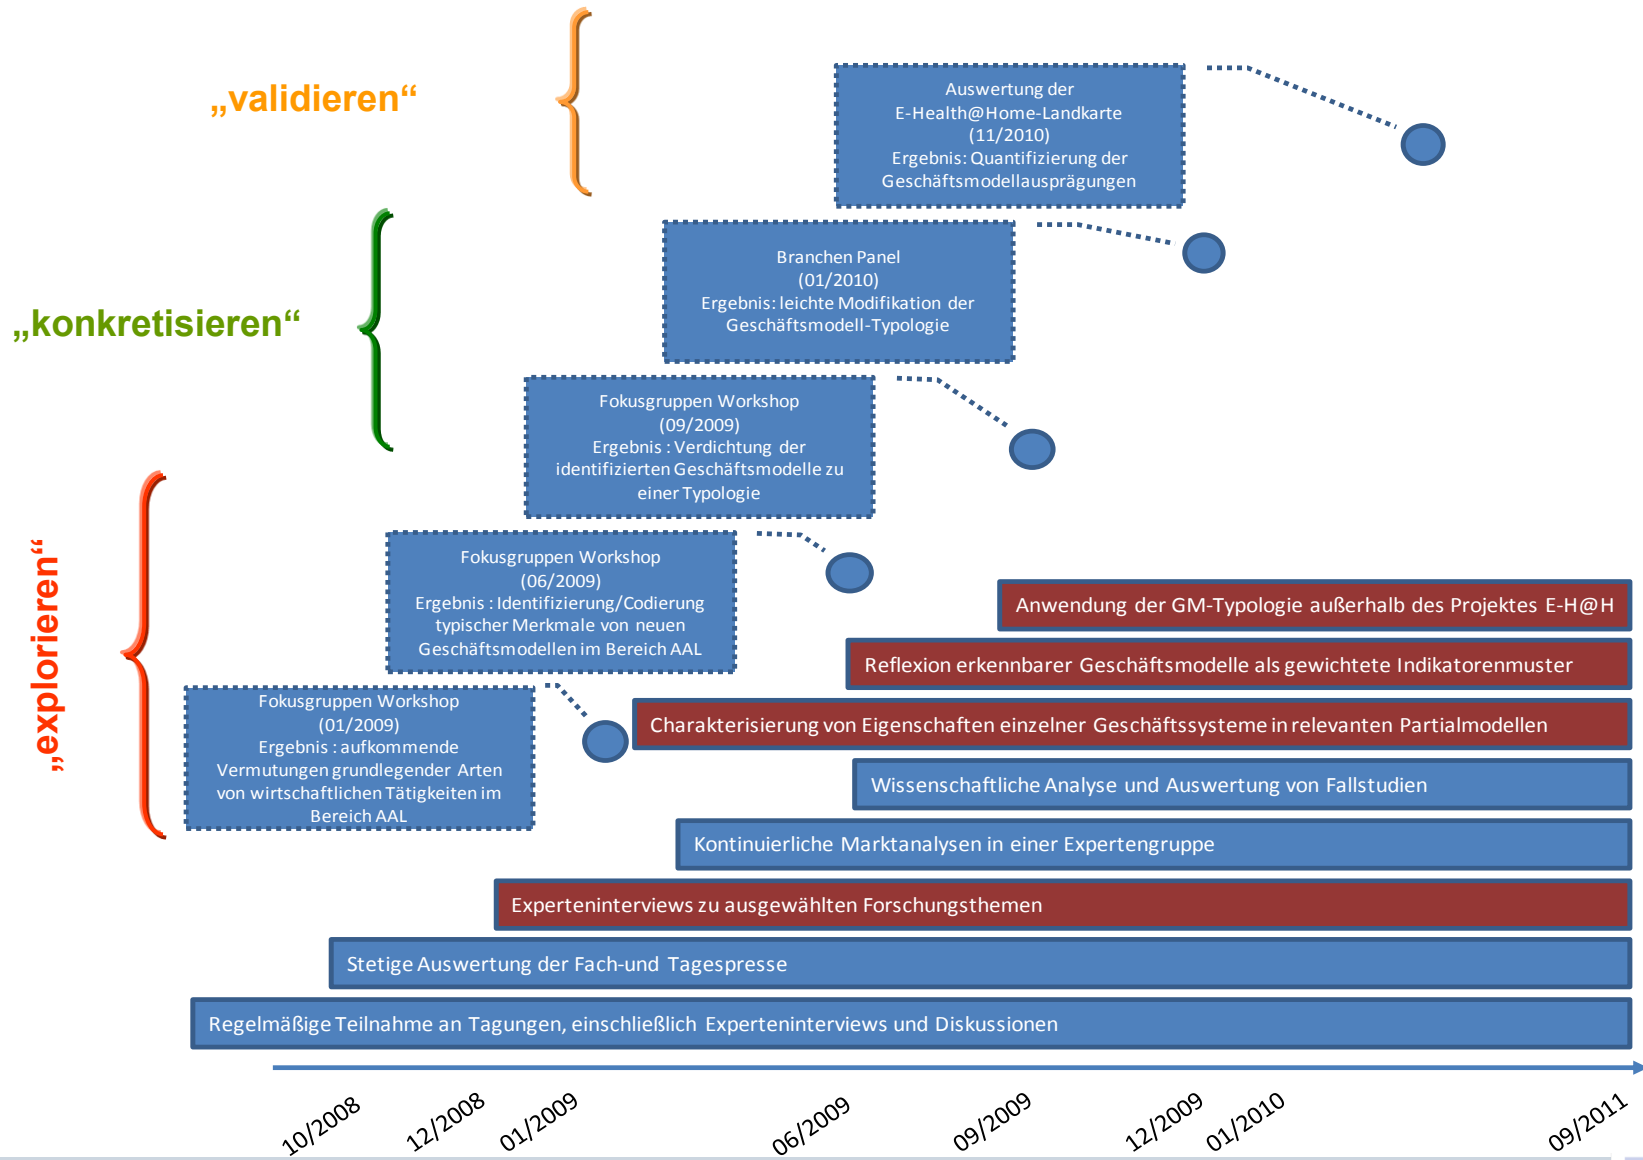 „validieren“
Auswertung der
E-Health@Home-Landkarte
(11/2010)
Ergebnis: Quantifizierung der
Geschäftsmodellausprägungen
„konkretisieren“
Branchen Panel
(01/2010)
Ergebnis: leichte Modifikation der
Geschäftsmodell-Typologie
Fokusgruppen Workshop
(09/2009)
Ergebnis : Verdichtung der
identifizierten Geschäftsmodelle zu
einer Typologie
„explorieren“
Fokusgruppen Workshop
(06/2009)
Ergebnis : Identifizierung/Codierung
typischer Merkmale von neuen
Geschäftsmodellen im Bereich AAL
Fokusgruppen Workshop
(01/2009)
Ergebnis : aufkommende
Vermutungen grundlegender Arten
von wirtschaftlichen Tätigkeiten im
Bereich AAL
Anwendung der GM-Typologie außerhalb des Projektes E-H@H
Reflexion erkennbarer Geschäftsmodelle als gewichtete Indikatorenmuster
Charakterisierung von Eigenschaften einzelner Geschäftssysteme in relevanten Partialmodellen
Wissenschaftliche Analyse und Auswertung von Fallstudien
Kontinuierliche Marktanalysen in einer Expertengruppe
Experteninterviews zu ausgewählten Forschungsthemen
Stetige Auswertung der Fach-und Tagespresse
Regelmäßige Teilnahme an Tagungen, einschließlich Experteninterviews und Diskussionen
10/2008
12/2008
01/2009
06/2009
09/2009
12/2009
01/2010
09/2011